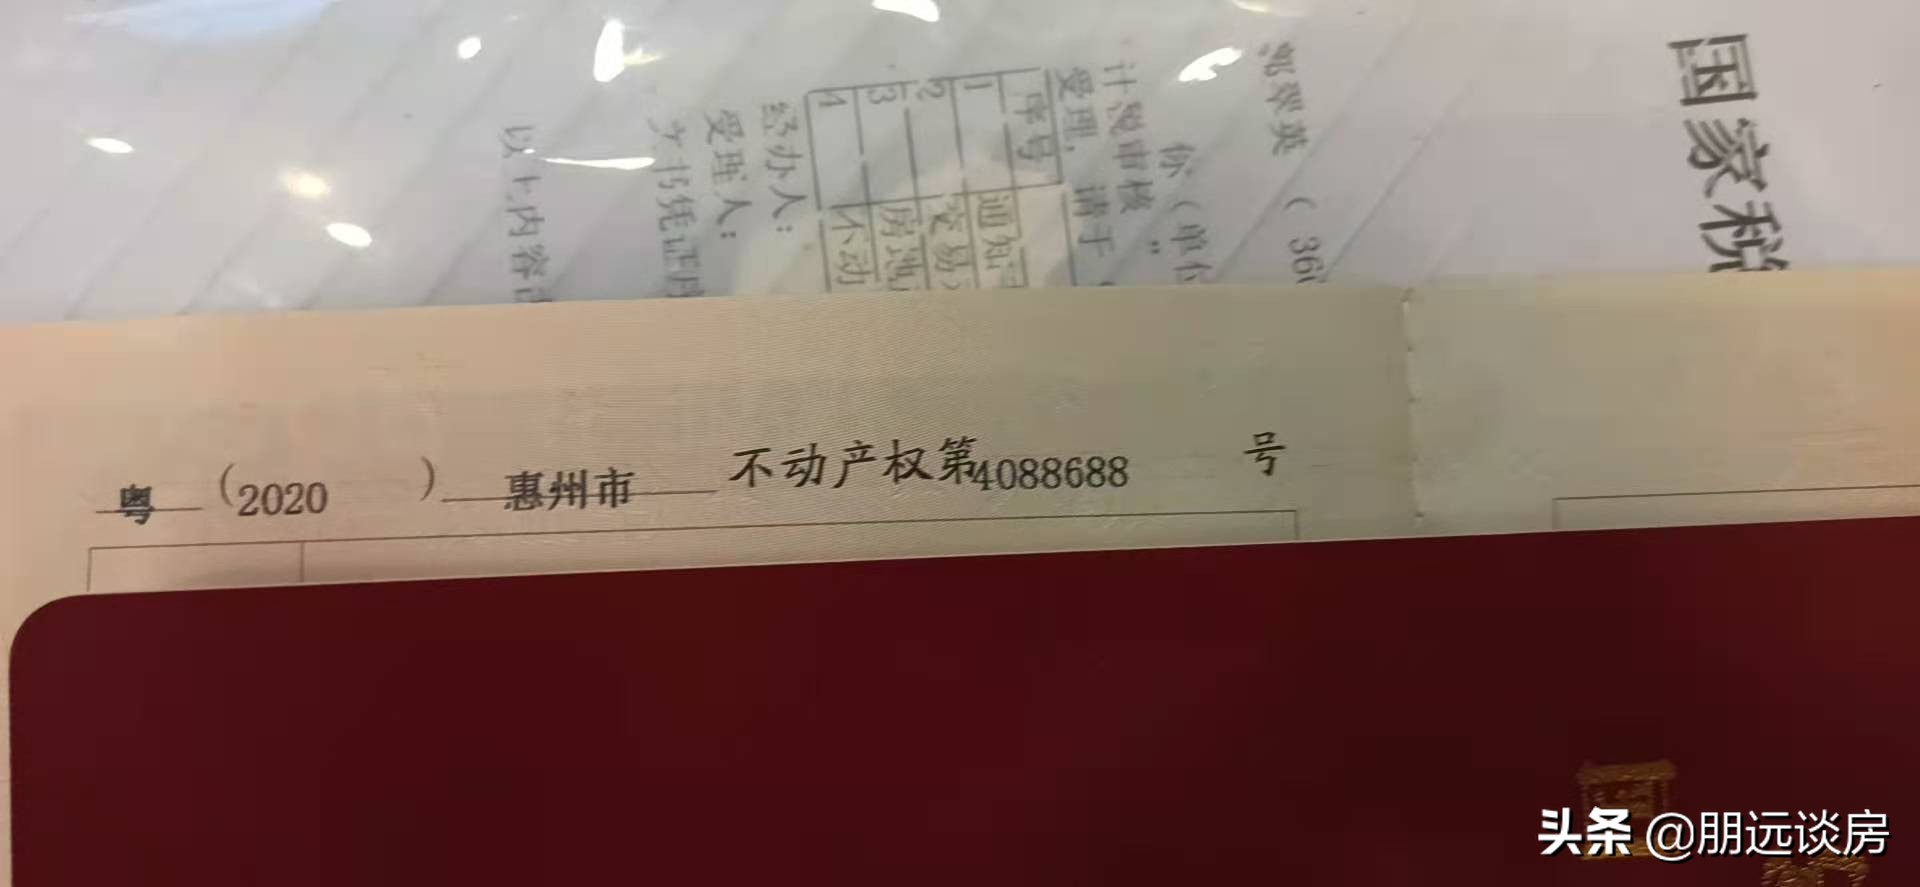 国家税
翠英 (366
你 (单位
计税审核"
受理, 请于
序号 通知
1 交易
2 房地
3 不动
4
经办人:
受理人:
文书凭证
以上内容
粤 (2020 ) 惠州市 不动产权第4088688 号
头条 @朋远谈房